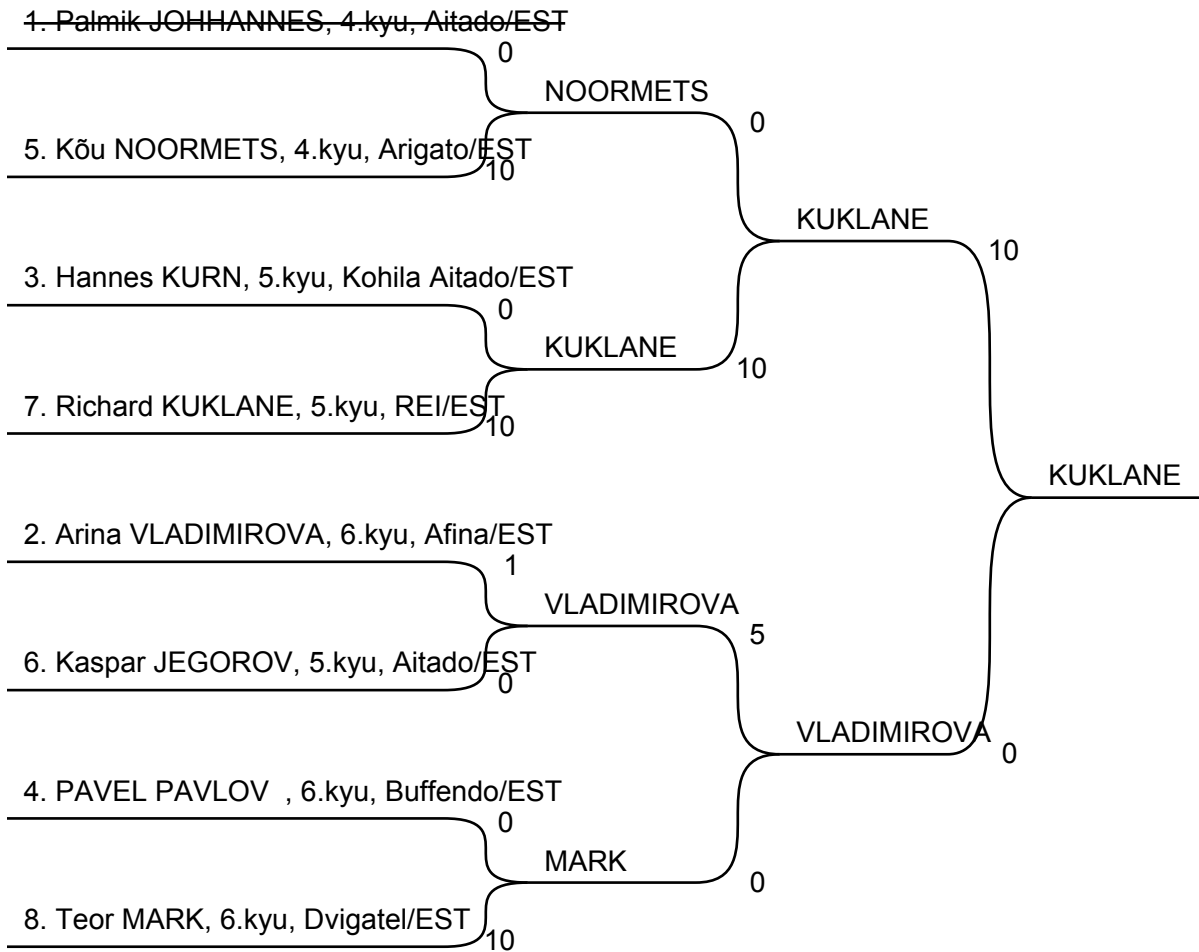 1. Palmik JOHHANNES, 4.kyu, Aitado/EST
0
NOORMETS
0
5. Kõu NOORMETS, 4.kyu, Arigato/EST
10
KUKLANE
10
3. Hannes KURN, 5.kyu, Kohila Aitado/EST
0
KUKLANE
10
7. Richard KUKLANE, 5.kyu, REI/EST
10
KUKLANE
2. Arina VLADIMIROVA, 6.kyu, Afina/EST
1
VLADIMIROVA
5
6. Kaspar JEGOROV, 5.kyu, Aitado/EST
0
VLADIMIROVA
0
4. PAVEL PAVLOV  , 6.kyu, Buffendo/EST
0
MARK
0
8. Teor MARK, 6.kyu, Dvigatel/EST
10